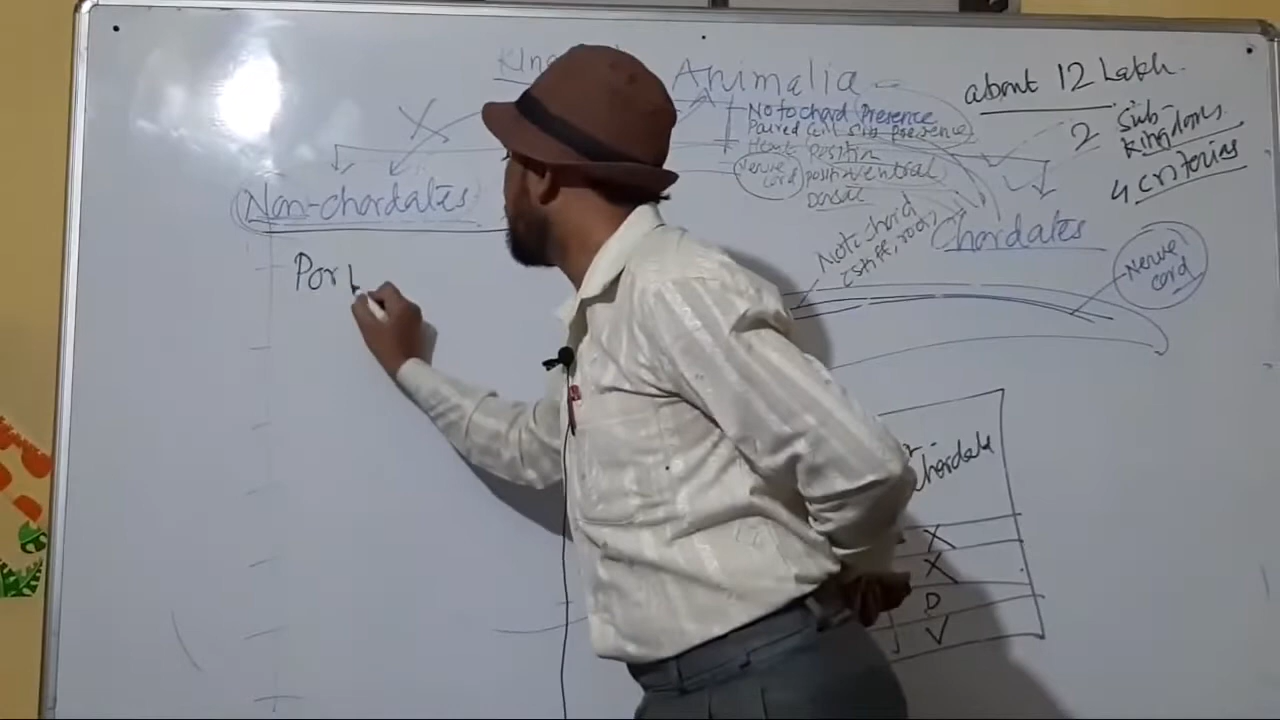 Animalia
about 12 Lakh.
2 Sub-
kingdoms.
4 criterias
Notochord Presence
Paired Gill Slit Presence
Heart Position
Nerve
cord
position
ventral
Dorsal
Non-chordates
Chordates
Notochord
(stiff, rod)
Nerve
cord
Por
chordate
X
X
D
V